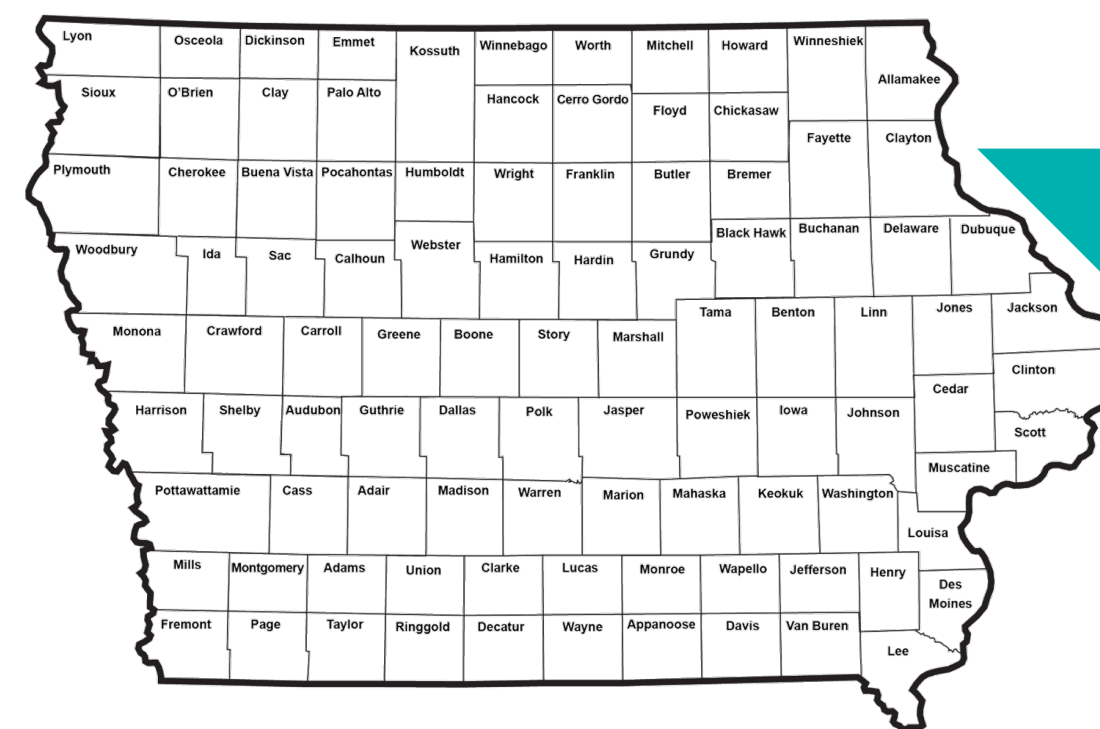 Lyon
Osceola
Dickinson
Emmet
Kossuth
Winnebago
Worth
Mitchell
Howard
Winneshiek
Allamakee
Sioux
O'Brien
Clay
Palo Alto
Hancock
Cerro Gordo
Floyd
Chickasaw
Fayette
Clayton
Plymouth
Cherokee
Buena Vista
Pocahontas
Humboldt
Wright
Franklin
Butler
Bremer
Black Hawk
Buchanan
Delaware
Dubuque
Woodbury
Ida
Sac
Calhoun
Webster
Hamilton
Hardin
Grundy
Tama
Benton
Linn
Jones
Jackson
Monona
Crawford
Carroll
Greene
Boone
Story
Marshall
Clinton
Cedar
Harrison
Shelby
Audubon
Guthrie
Dallas
Polk
Jasper
Poweshiek
Iowa
Johnson
Scott
Muscatine
Pottawattamie
Cass
Adair
Madison
Warren
Marion
Mahaska
Keokuk
Washington
Louisa
Mills
Montgomery
Adams
Union
Clarke
Lucas
Monroe
Wapello
Jefferson
Henry
Des
Moines
Fremont
Page
Taylor
Ringgold
Decatur
Wayne
Appanoose
Davis
Van Buren
Lee